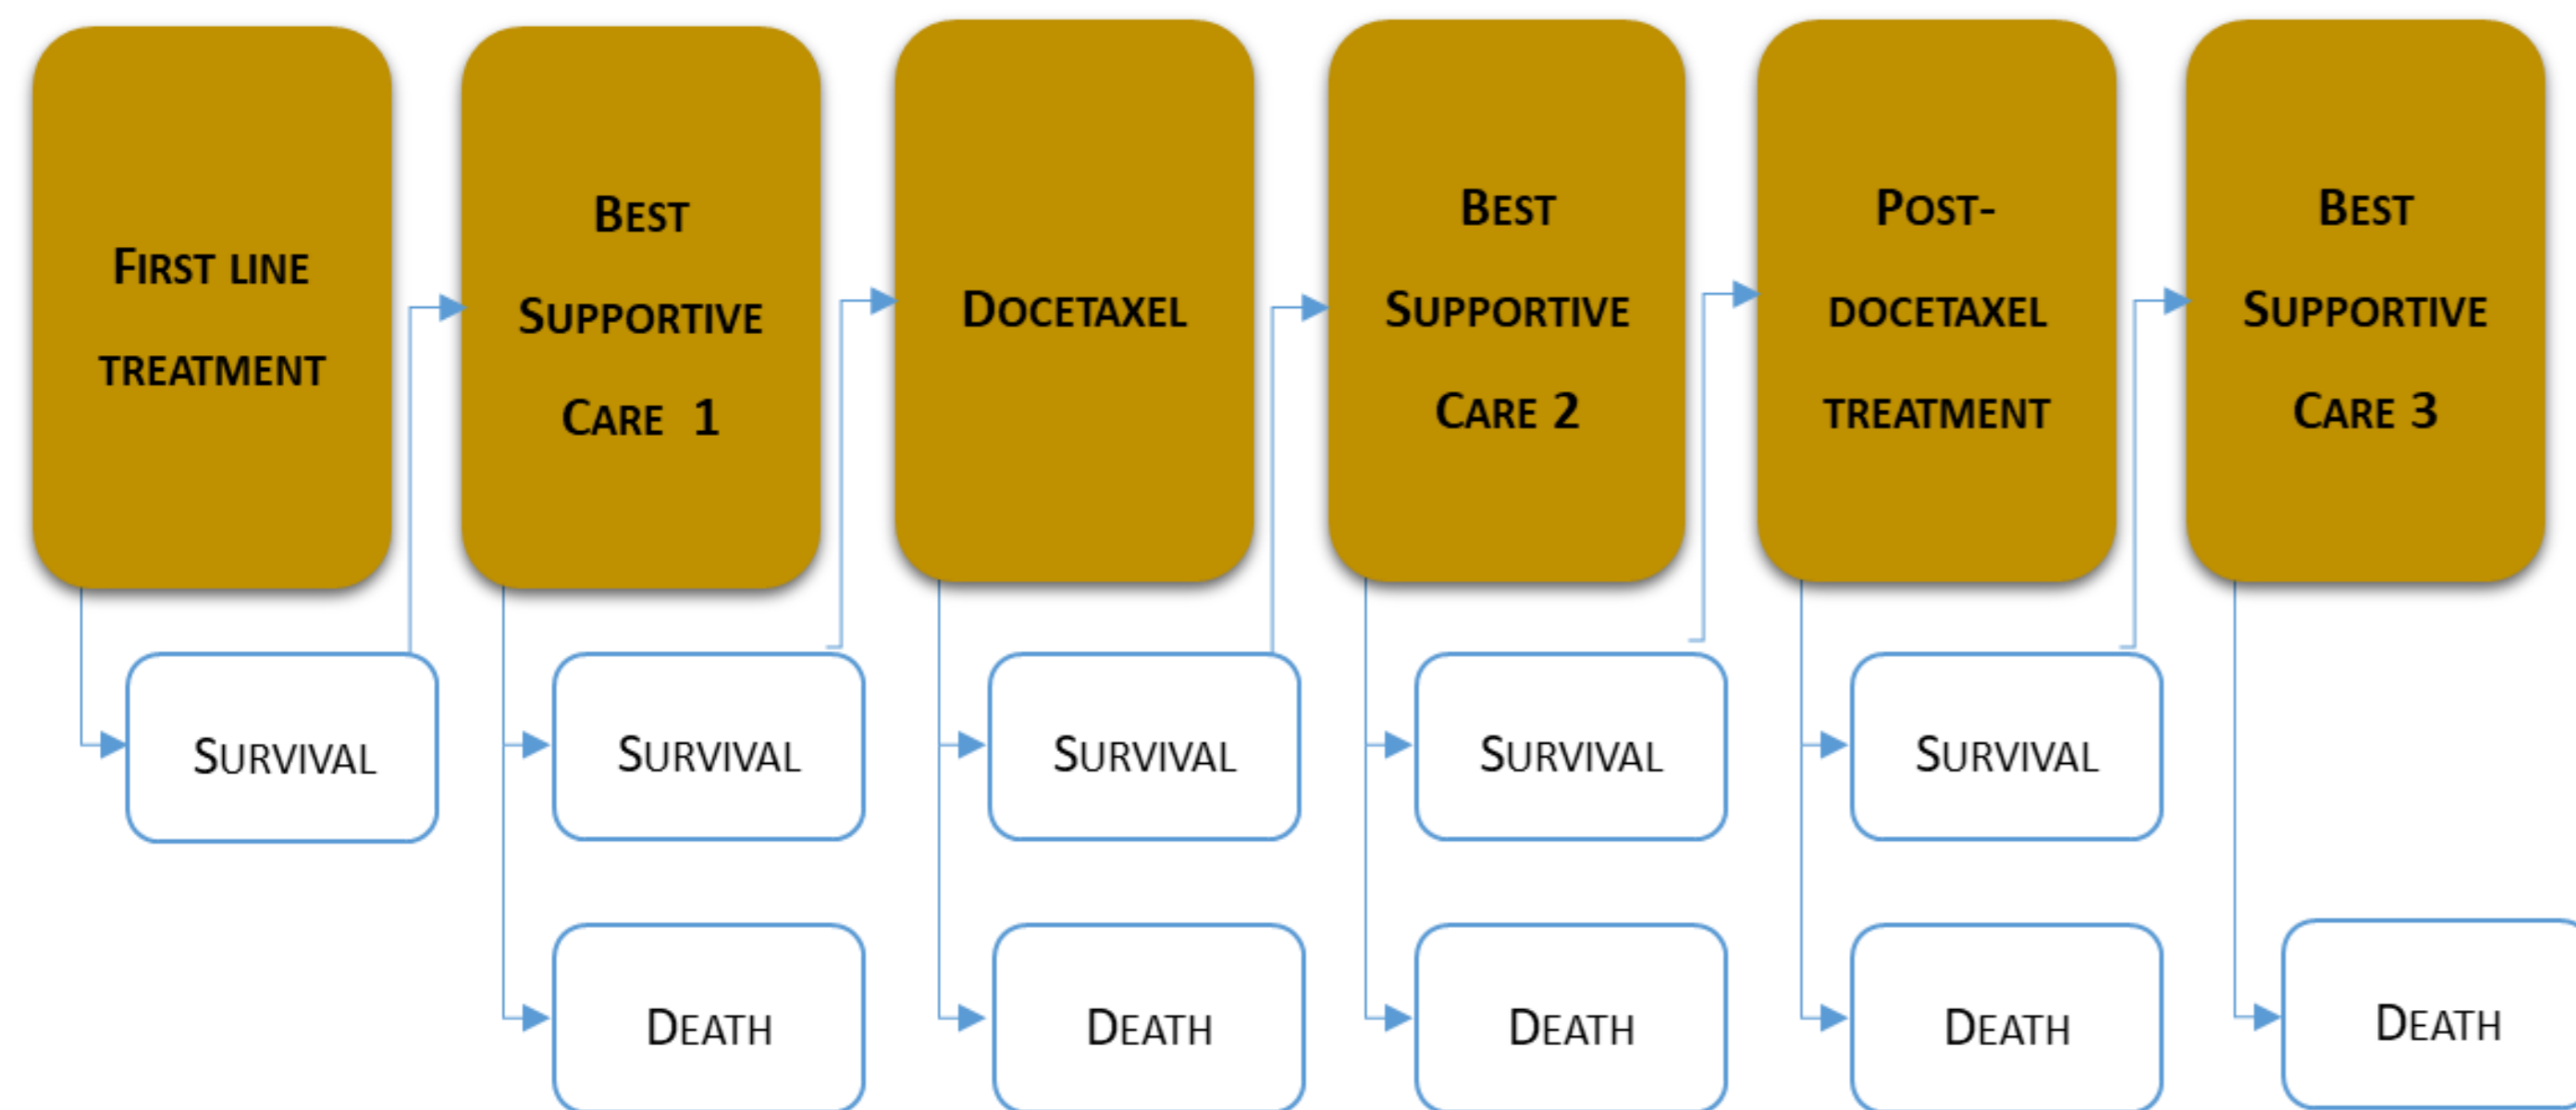 First line
treatment
Best
Supportive
Care 1
Docetaxel
Best
Supportive
Care 2
Post-
docetaxel
treatment
Best
Supportive
Care 3
Survival
Survival
Survival
Survival
Survival
Death
Death
Death
Death
Death